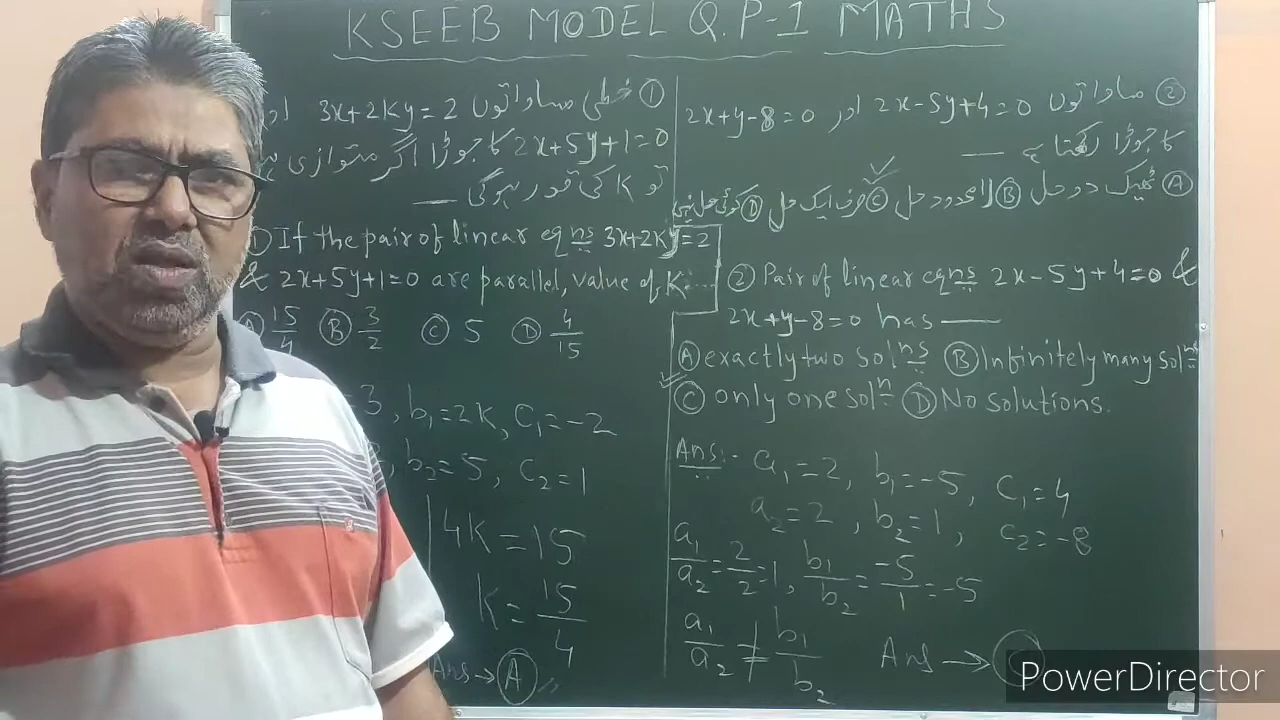 KSEEB MODEL Q.P-1 MATHS
① خطی مساواتوں 3x+2Ky=2 اور
2x+5y+1=0 کا جوڑا اگر متوازی ہے
تو K کی قدر ہوگی ___
① If the pair of linear eqns 3x+2Ky=2
& 2x+5y+1=0 are parallel, value of K....
Ⓐ 15/4 Ⓑ 3/2 Ⓒ 5 Ⓓ 4/15
3, b₁=2K, C₁=-2
, b₂=5, C₂=1
4K=15
K=15/4
Ans→Ⓐ
② مساواتوں 2x-5y+4=0 اور 2x+y-8=0
کا جوڑا رکھتا ہے ___
Ⓐ ٹھیک دو حل Ⓑ لامحدود حل Ⓒ صرف ایک حل Ⓓ کوئی حل نہیں
② Pair of linear eqns 2x-5y+4=0 &
2x+y-8=0 has ___
Ⓐ exactly two solns Ⓑ Infinitely many solns
Ⓒ only one soln Ⓓ No solutions.
Ans:- a₁=2, b₁=-5, C₁=4
a₂=2, b₂=1, C₂=-8
a₁/a₂=2/2=1, b₁/b₂=-5/1=-5
a₁/a₂≠b₁/b₂ Ans→
PowerDirector